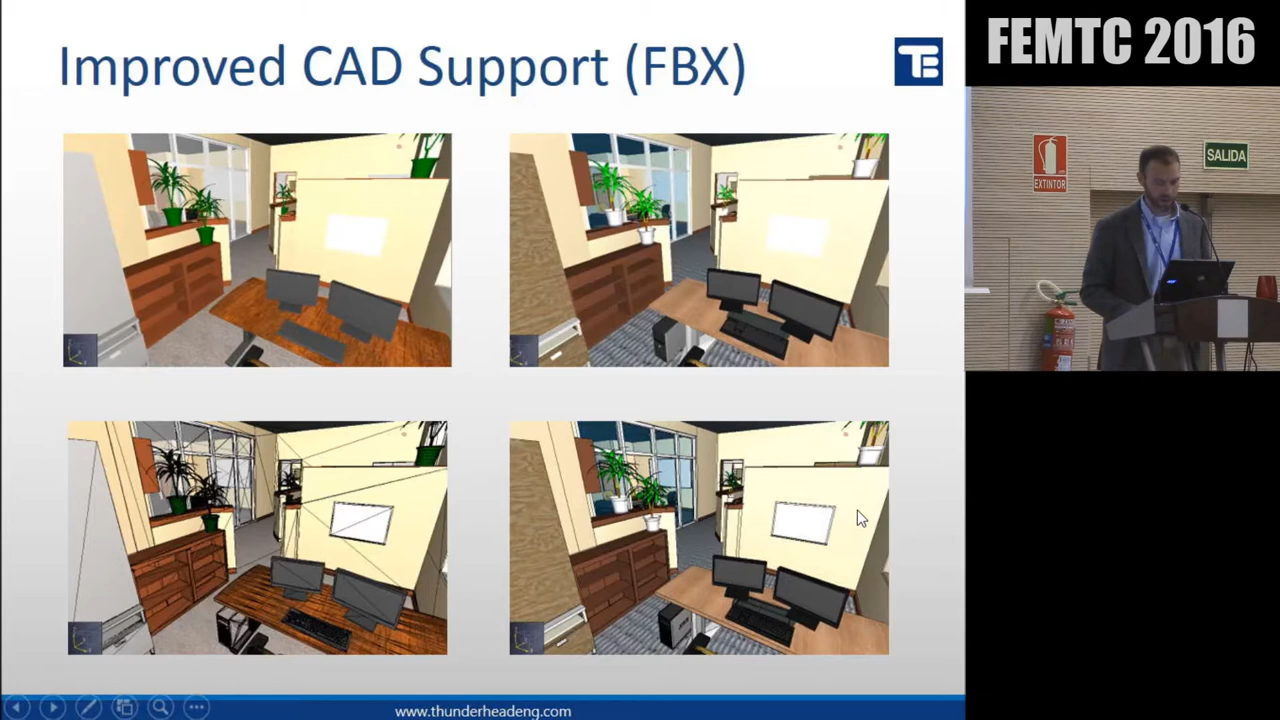 Improved CAD Support (FBX)
TE
www.thunderheadeng.com
FEMTC 2016
EXTINTOR
SALIDA